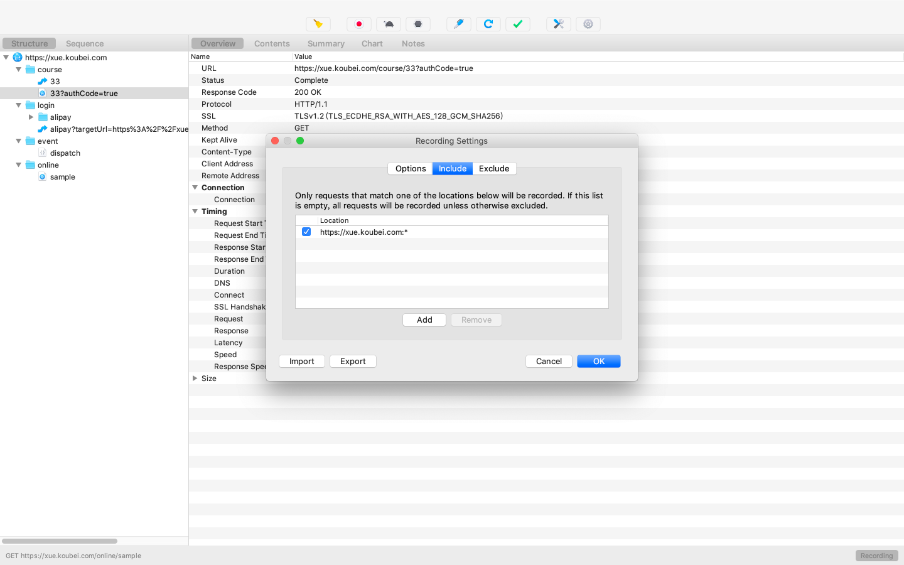 Structure
Sequence
Overview
Contents
Summary
Chart
Notes
https://xue.koubei.com
course
33
33?authCode=true
login
alipay
alipay?targetUrl=https%3A%2F%2Fxue
event
dispatch
online
sample
Name Value
URL https://xue.koubei.com/course/33?authCode=true
Status Complete
Response Code 200 OK
Protocol HTTP/1.1
SSL TLSv1.2 (TLS_ECDHE_RSA_WITH_AES_128_GCM_SHA256)
Method GET
Kept Alive
Content-Type
Client Address
Remote Address
Connection
Connection
Timing
Request Start T
Request End Ti
Response Star
Response End
Duration
DNS
Connect
SSL Handshak
Request
Response
Latency
Speed
Response Spe
Size
Recording Settings
Options
Include
Exclude
Only requests that match one of the locations below will be recorded. If this list
is empty, all requests will be recorded unless otherwise excluded.
Location
https://xue.koubei.com:*
Add
Remove
Import
Export
Cancel
OK
GET https://xue.koubei.com/online/sample
Recording